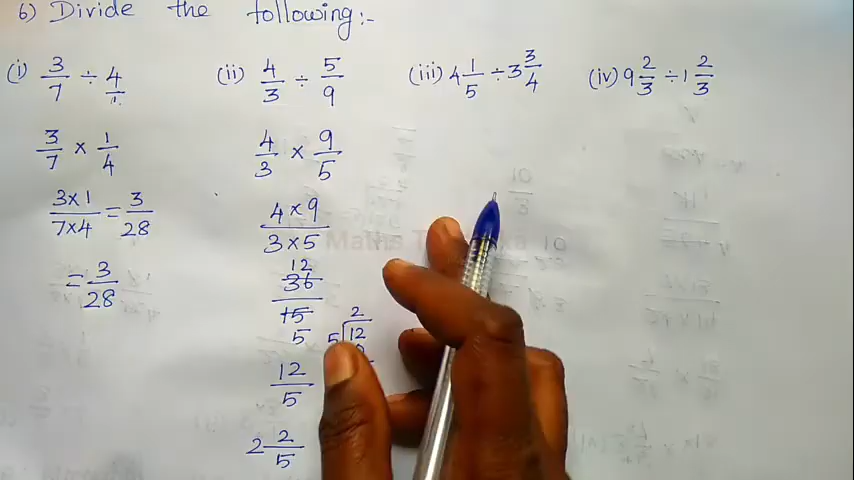 6) Divide the following:-
(i) 3/7 ÷ 4/1
3/7 × 1/4
3×1/7×4 = 3/28
= 3/28
(ii) 4/3 ÷ 5/9
4/3 × 9/5
4×9/3×5
12
36/15
5
12/5
2 2/5
2
5 12
(iii) 4 1/5 ÷ 3 3/4
(iv) 9 2/3 ÷ 1 2/3